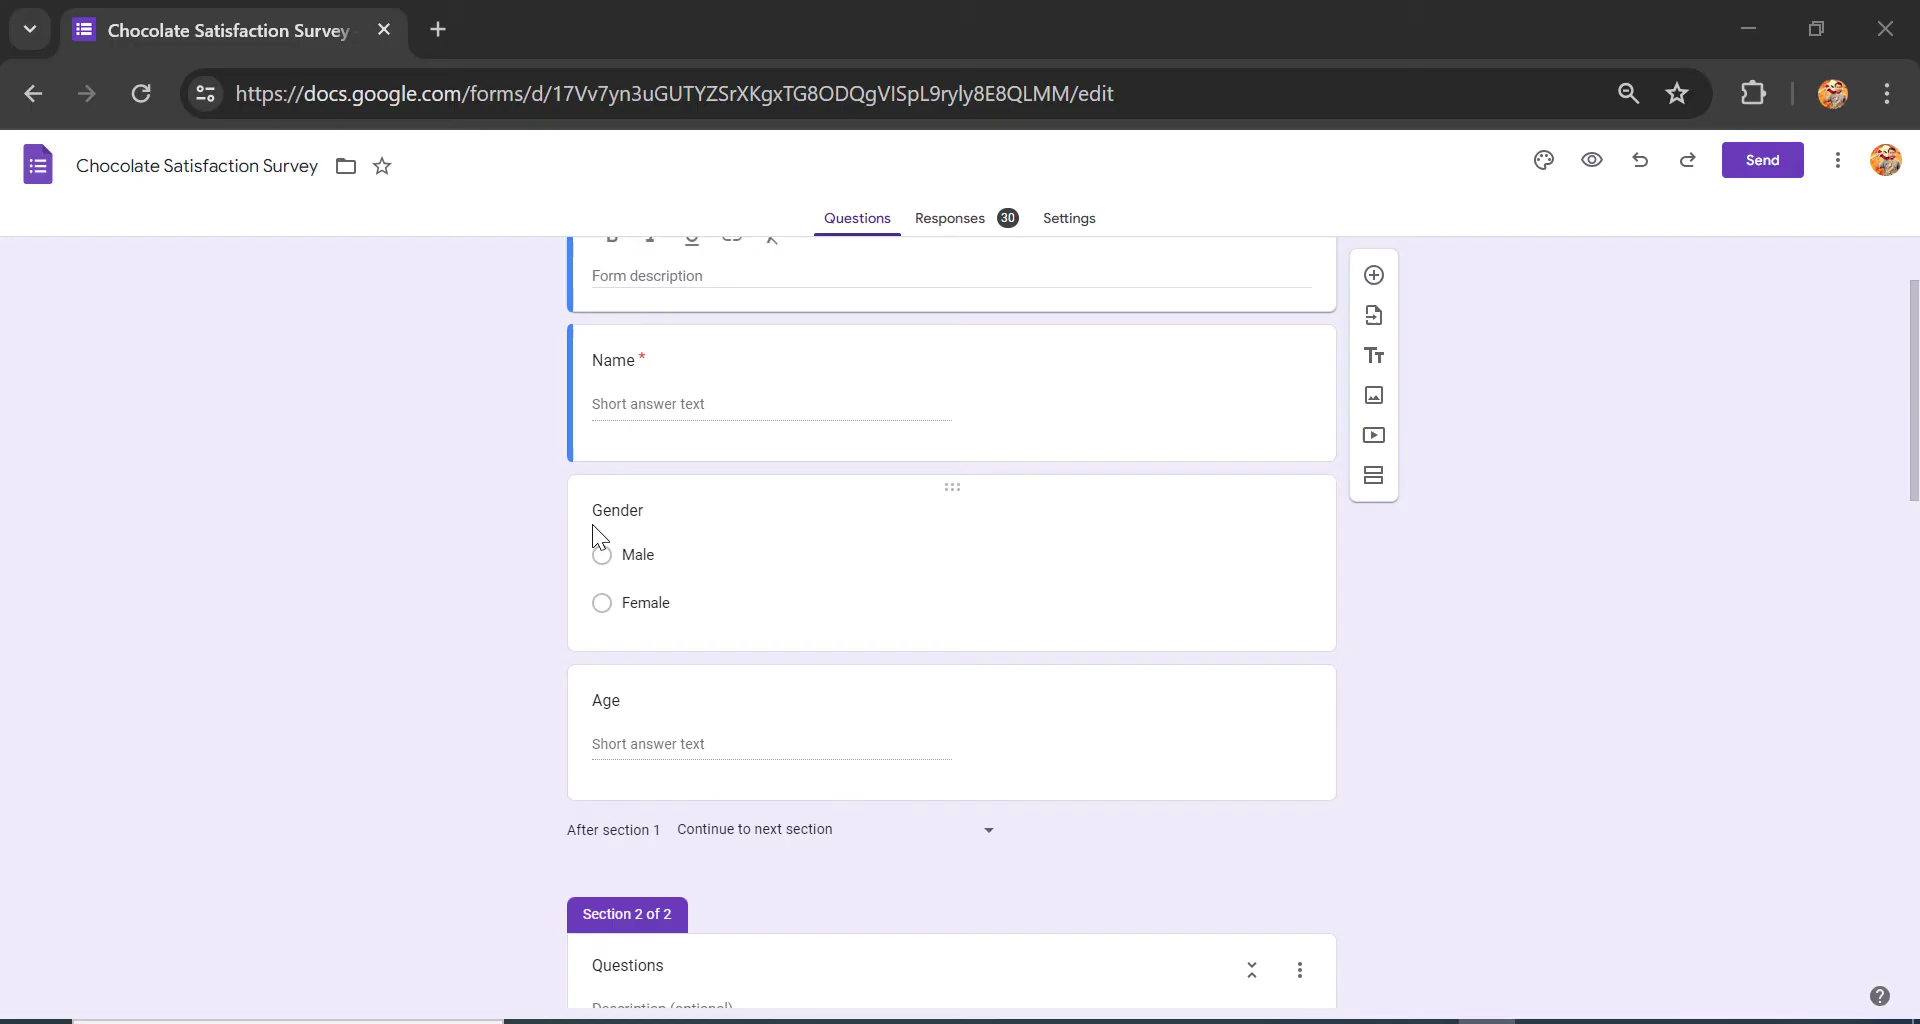 Chocolate Satisfaction Survey
https://docs.google.com/forms/d/17Vv7yn3uGUTYZSrXKgxTG8ODQgVISpL9ryly8E8QLMM/edit
Chocolate Satisfaction Survey
Send
Questions
Responses 30
Settings
Form description
Name *
Short answer text
Gender
Male
Female
Age
Short answer text
After section 1 Continue to next section
Section 2 of 2
Questions
Description (optional)